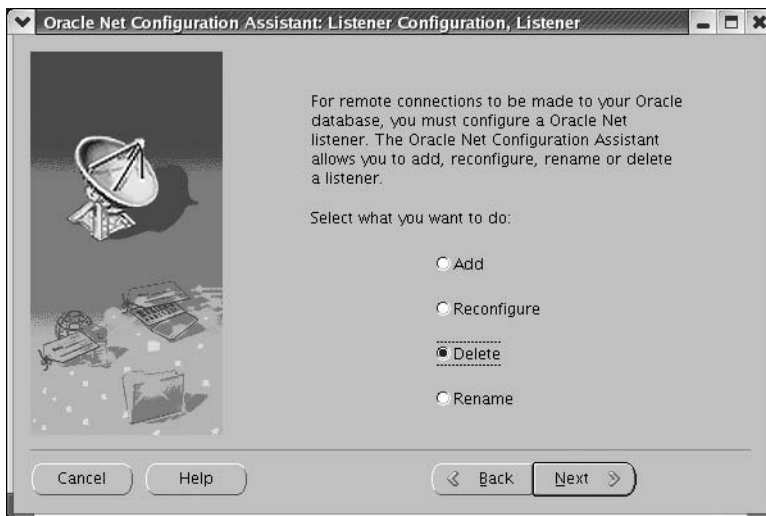 Oracle Net Configuration Assistant: Listener Configuration, Listener
For remote connections to be made to your Oracle
database, you must configure a Oracle Net
listener. The Oracle Net Configuration Assistant
allows you to add, reconfigure, rename or delete
a listener.
Select what you want to do:
Add
Reconfigure
Delete
Rename
Cancel
Help
Back
Next